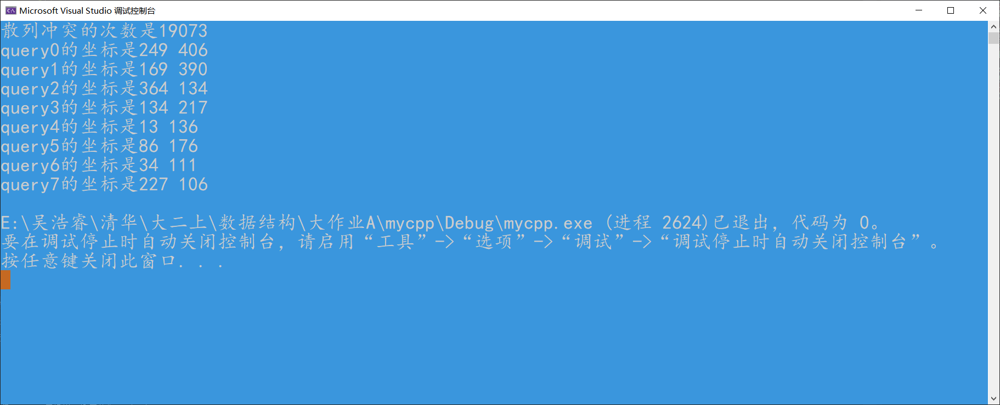 Microsoft Visual Studio 调试控制台
散列冲突的次数是19073
query0的坐标是249 406
query1的坐标是169 390
query2的坐标是364 134
query3的坐标是134 217
query4的坐标是13 136
query5的坐标是86 176
query6的坐标是34 111
query7的坐标是227 106
E:\吴浩睿\清华\大二上\数据结构\大作业A\mycpp\Debug\mycpp.exe (进程 2624)已退出，代码为 0。
要在调试停止时自动关闭控制台，请启用“工具”->“选项”->“调试”->“调试停止时自动关闭控制台”。
按任意键关闭此窗口. . .